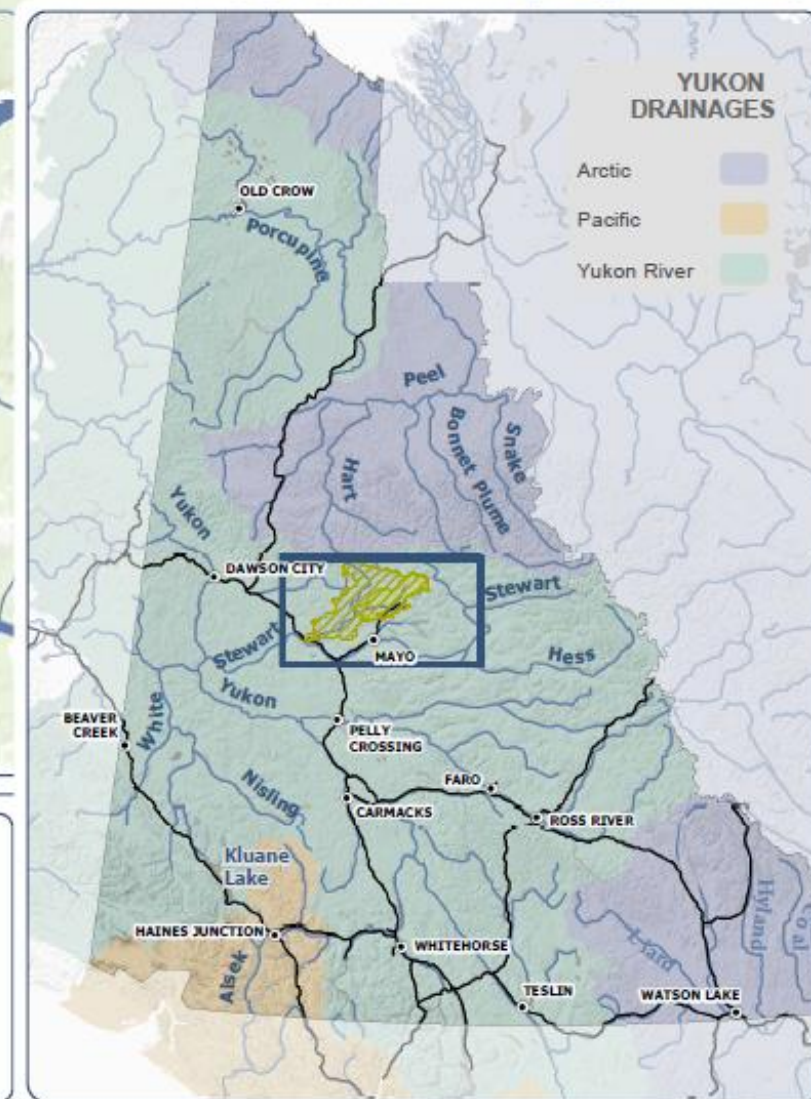 YUKON
DRAINAGES
Arctic
Pacific
Yukon River
OLD CROW
Porcupine
Peel
Hart
Bonnet Plume
Snake
Yukon
DAWSON CITY
Stewart
Stewart
MAYO
Hess
White
Yukon
BEAVER
CREEK
PELLY
CROSSING
Nisling
FARO
CARMACKS
ROSS RIVER
Kluane
Lake
HAINES JUNCTION
WHITEHORSE
Alsek
Liard
Hyland
TESLIN
WATSON LAKE